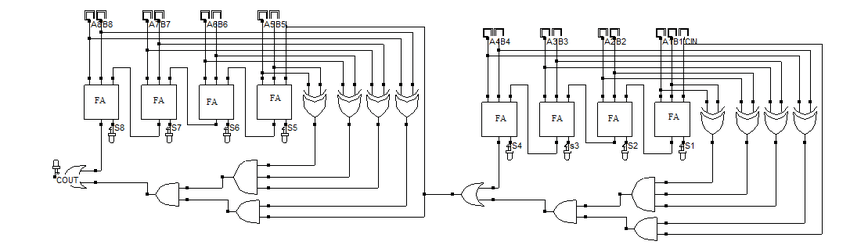 A8B8 A7B7 A6B6 A5B5
A4B4 A3B3 A2B2 A1B1CIN
FA FA FA FA
FA FA FA FA
S8 S7 S6 S5
S4 s3 S2 S1
COUT